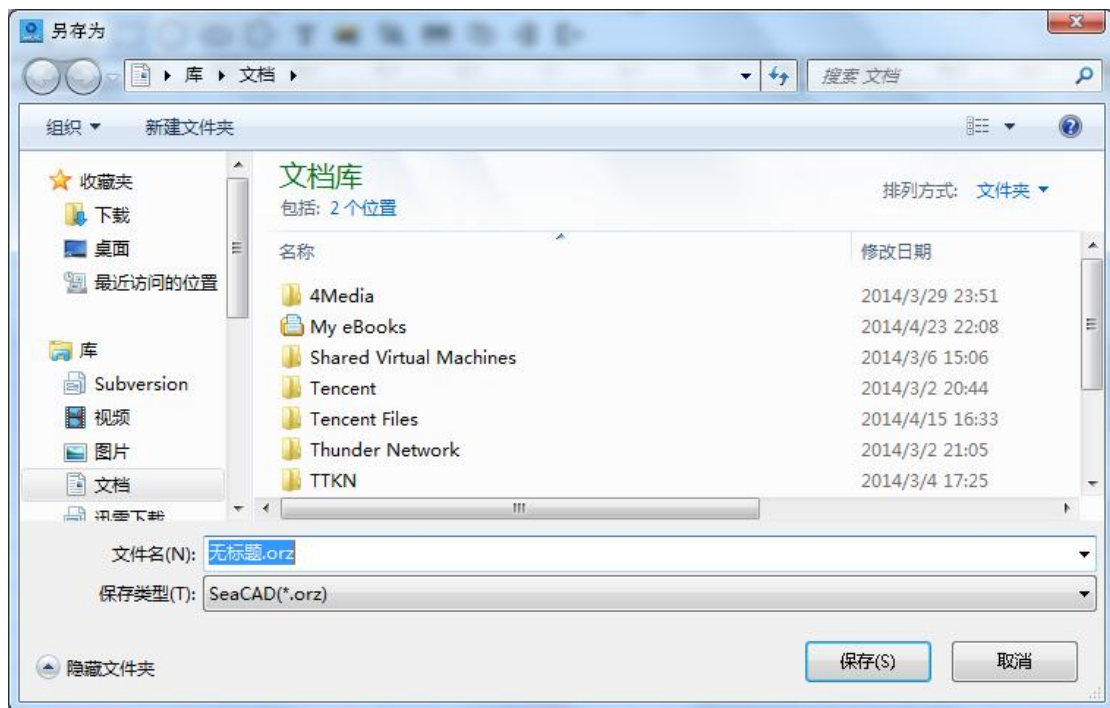 另存为
库 文档
搜索 文档
组织 新建文件夹
收藏夹
下载
桌面
最近访问的位置
库
Subversion
视频
图片
文档
迅雷下载
文档库
包括: 2 个位置
排列方式: 文件夹
名称 修改日期
4Media 2014/3/29 23:51
My eBooks 2014/4/23 22:08
Shared Virtual Machines 2014/3/6 15:06
Tencent 2014/3/2 20:44
Tencent Files 2014/4/15 16:33
Thunder Network 2014/3/2 21:05
TTKN 2014/3/4 17:25
文件名(N): 无标题.orz
保存类型(T): SeaCAD(*.orz)
隐藏文件夹 保存(S) 取消